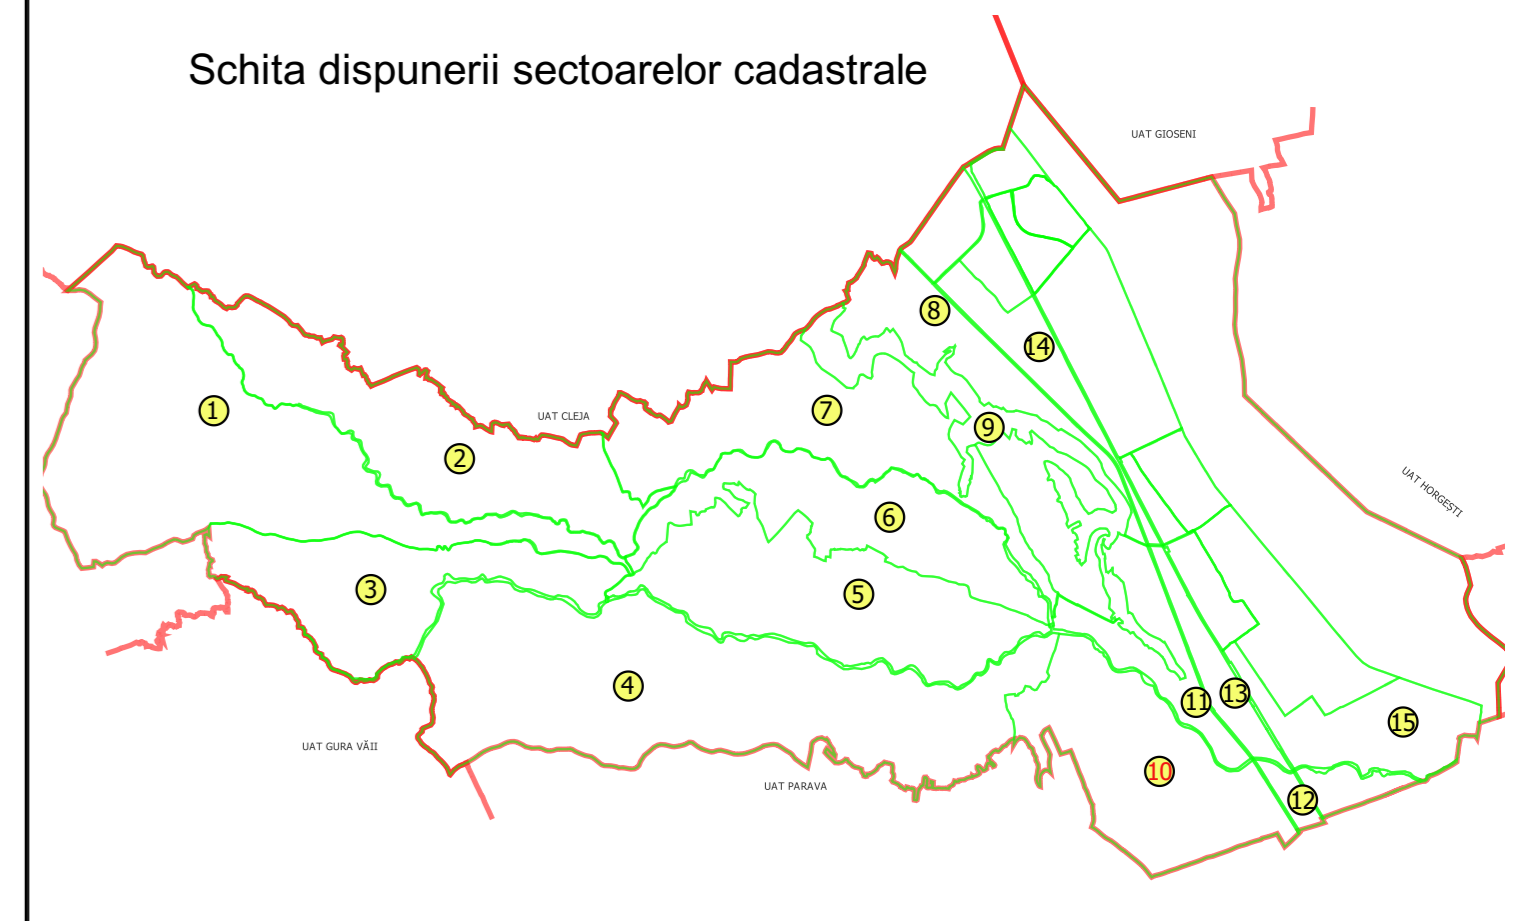 Schita dispunerii sectoarelor cadastrale
UAT GIOSENI
8
14
1
UAT CLEJA
7
9
2
UAT HORGEȘTI
6
3
5
4
11
13
15
UAT GURA VĂII
10
UAT PARAVA
12